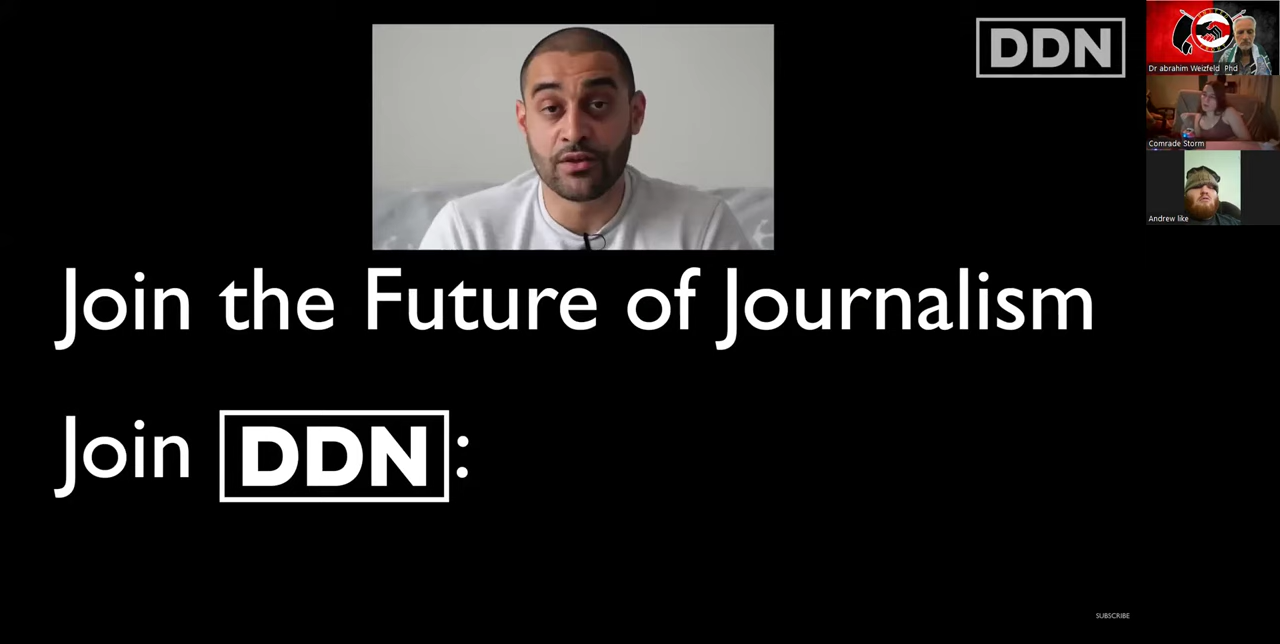 DDN
Dr abrahim Weizfeld Phd
Comrade Storm
Andrew like
Join the Future of Journalism
Join DDN:
SUBSCRIBE